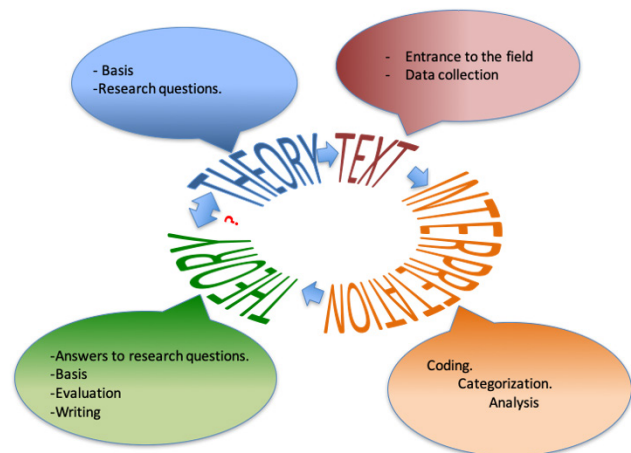 - Basis
-Research questions.
- Entrance to the field
- Data collection
THEORY
TEXT
INTERPRETATION
THEORY
?
-Answers to research questions.
-Basis
-Evaluation
-Writing
Coding.
Categorization.
Analysis